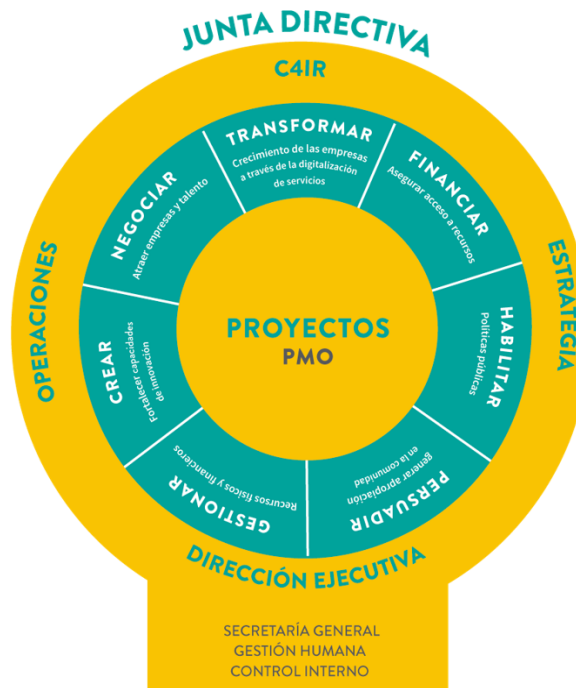 JUNTA DIRECTIVA
C4IR
TRANSFORMAR
Crecimiento de las empresas
a través de la digitalización
de servicios
FINANCIAR
Asegurar acceso a recursos
HABILITAR
Políticas públicas
PERSUADIR
generar apropiación
en la comunidad
GESTIONAR
Recursos físicos y financieros
CREAR
Fortalecer capacidades
de innovación
NEGOCIAR
Atraer empresas y talento
OPERACIONES
ESTRATEGIA
PROYECTOS
PMO
DIRECCIÓN EJECUTIVA
SECRETARÍA GENERAL
GESTIÓN HUMANA
CONTROL INTERNO